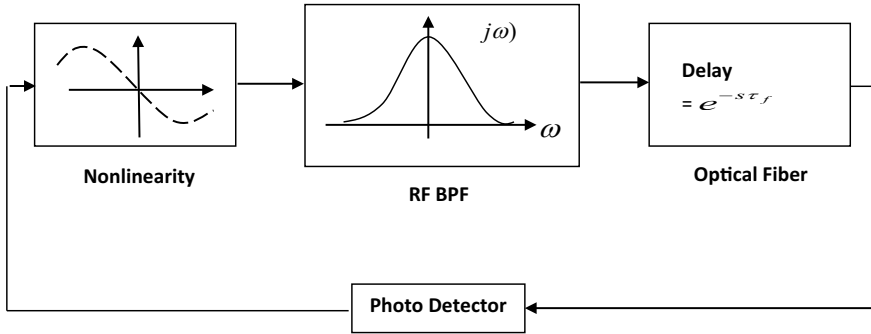 jω)
ω
Delay
= e^{-sτ_f}
Nonlinearity
RF BPF
Optical Fiber
Photo Detector